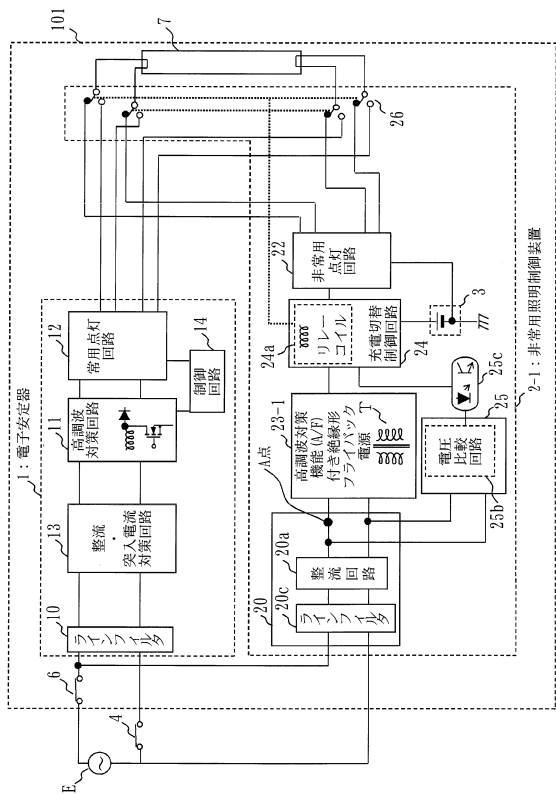 101
1：電子安定器
10
ラインフィルタ
13
整流
・
突入電流
対策回路
11
高調波
対策回路
12
常用点灯
回路
14
制御回路
7
26
6
4
E
20
20c
ラインフィルタ
20a
整流回路
A点
23-1
高調波対策
機能(A/F)
付き絶縁形
フライバック
電源
T
24a
リレー
コイル
充電切替
制御回路
24
22
非常用
点灯
回路
3
25c
25
電圧
比較
回路
25b
2-1：非常用照明制御装置